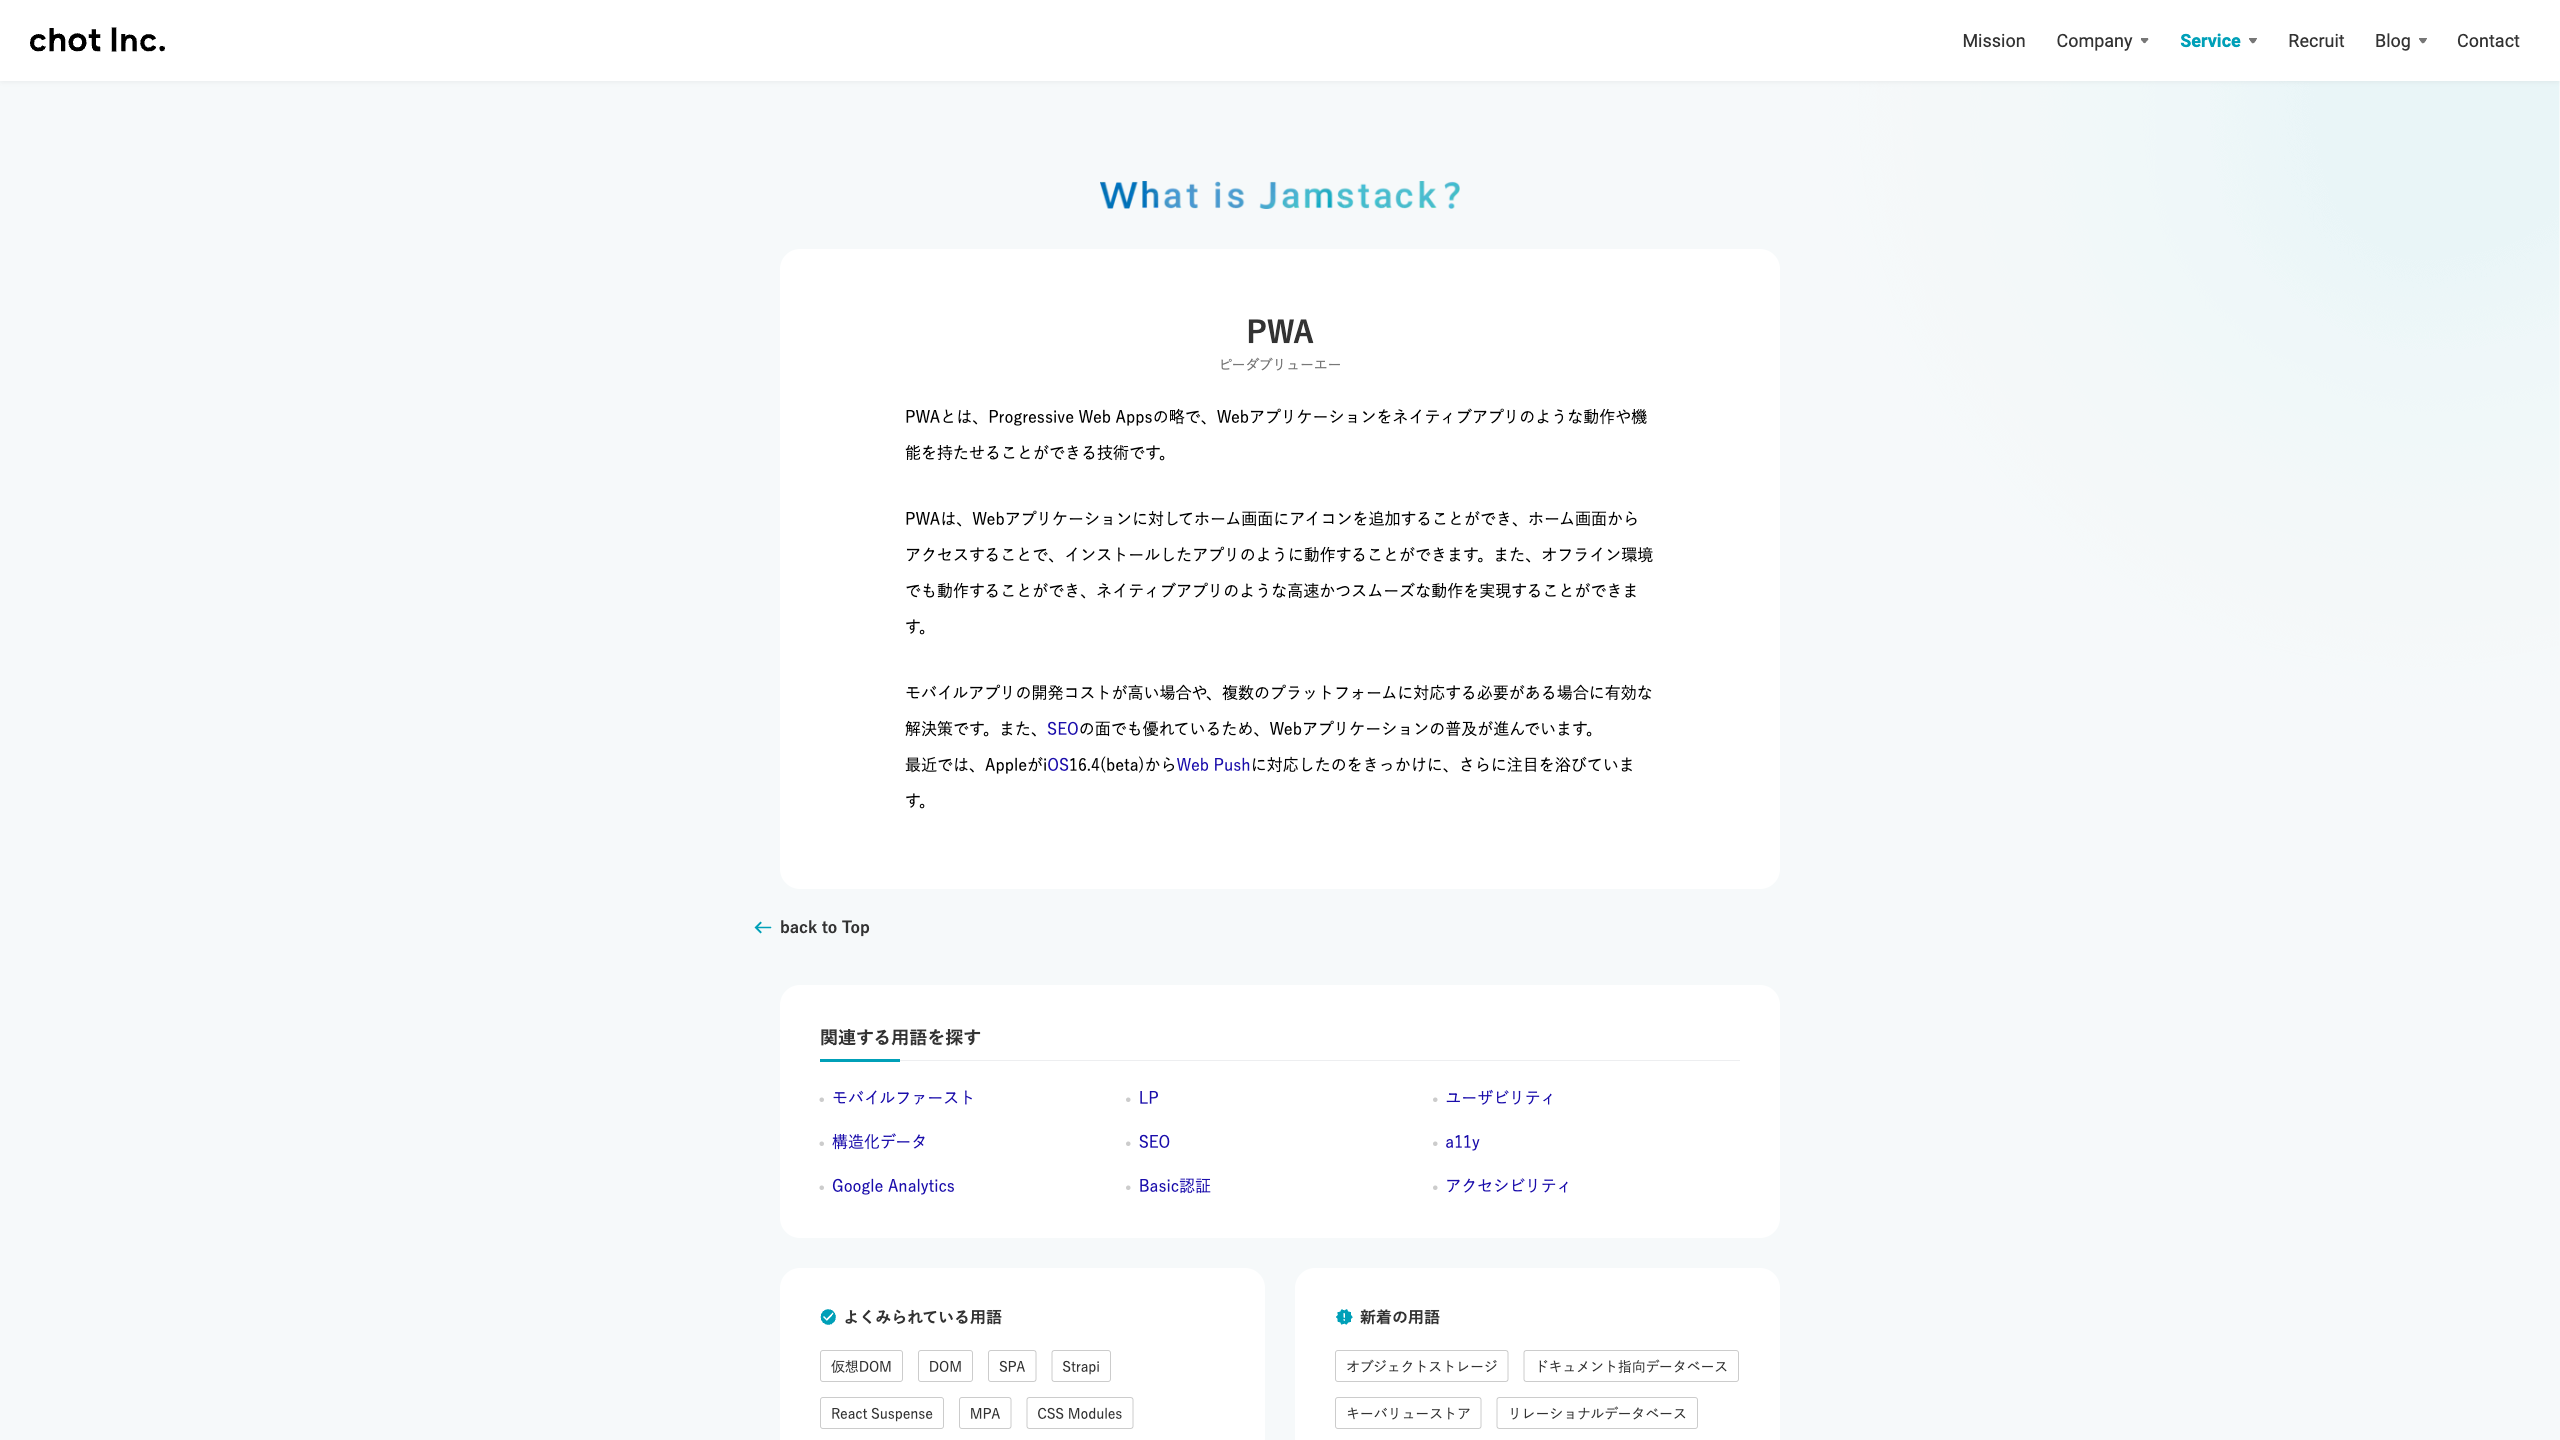 chot Inc.
Mission Company Service Recruit Blog Contact
What is Jamstack?
PWA
ピーダブリューエー
PWAとは、Progressive Web Appsの略で、Webアプリケーションをネイティブアプリのような動作や機
能を持たせることができる技術です。
PWAは、Webアプリケーションに対してホーム画面にアイコンを追加することができ、ホーム画面から
アクセスすることで、インストールしたアプリのように動作することができます。また、オフライン環境
でも動作することができ、ネイティブアプリのような高速かつスムーズな動作を実現することができま
す。
モバイルアプリの開発コストが高い場合や、複数のプラットフォームに対応する必要がある場合に有効な
解決策です。また、SEOの面でも優れているため、Webアプリケーションの普及が進んでいます。
最近では、AppleがiOS16.4(beta)からWeb Pushに対応したのをきっかけに、さらに注目を浴びていま
す。
back to Top
関連する用語を探す
モバイルファースト LP ユーザビリティ
構造化データ SEO a11y
Google Analytics Basic認証 アクセシビリティ
よくみられている用語
仮想DOM DOM SPA Strapi
React Suspense MPA CSS Modules
新着の用語
オブジェクトストレージ ドキュメント指向データベース
キーバリューストア リレーショナルデータベース